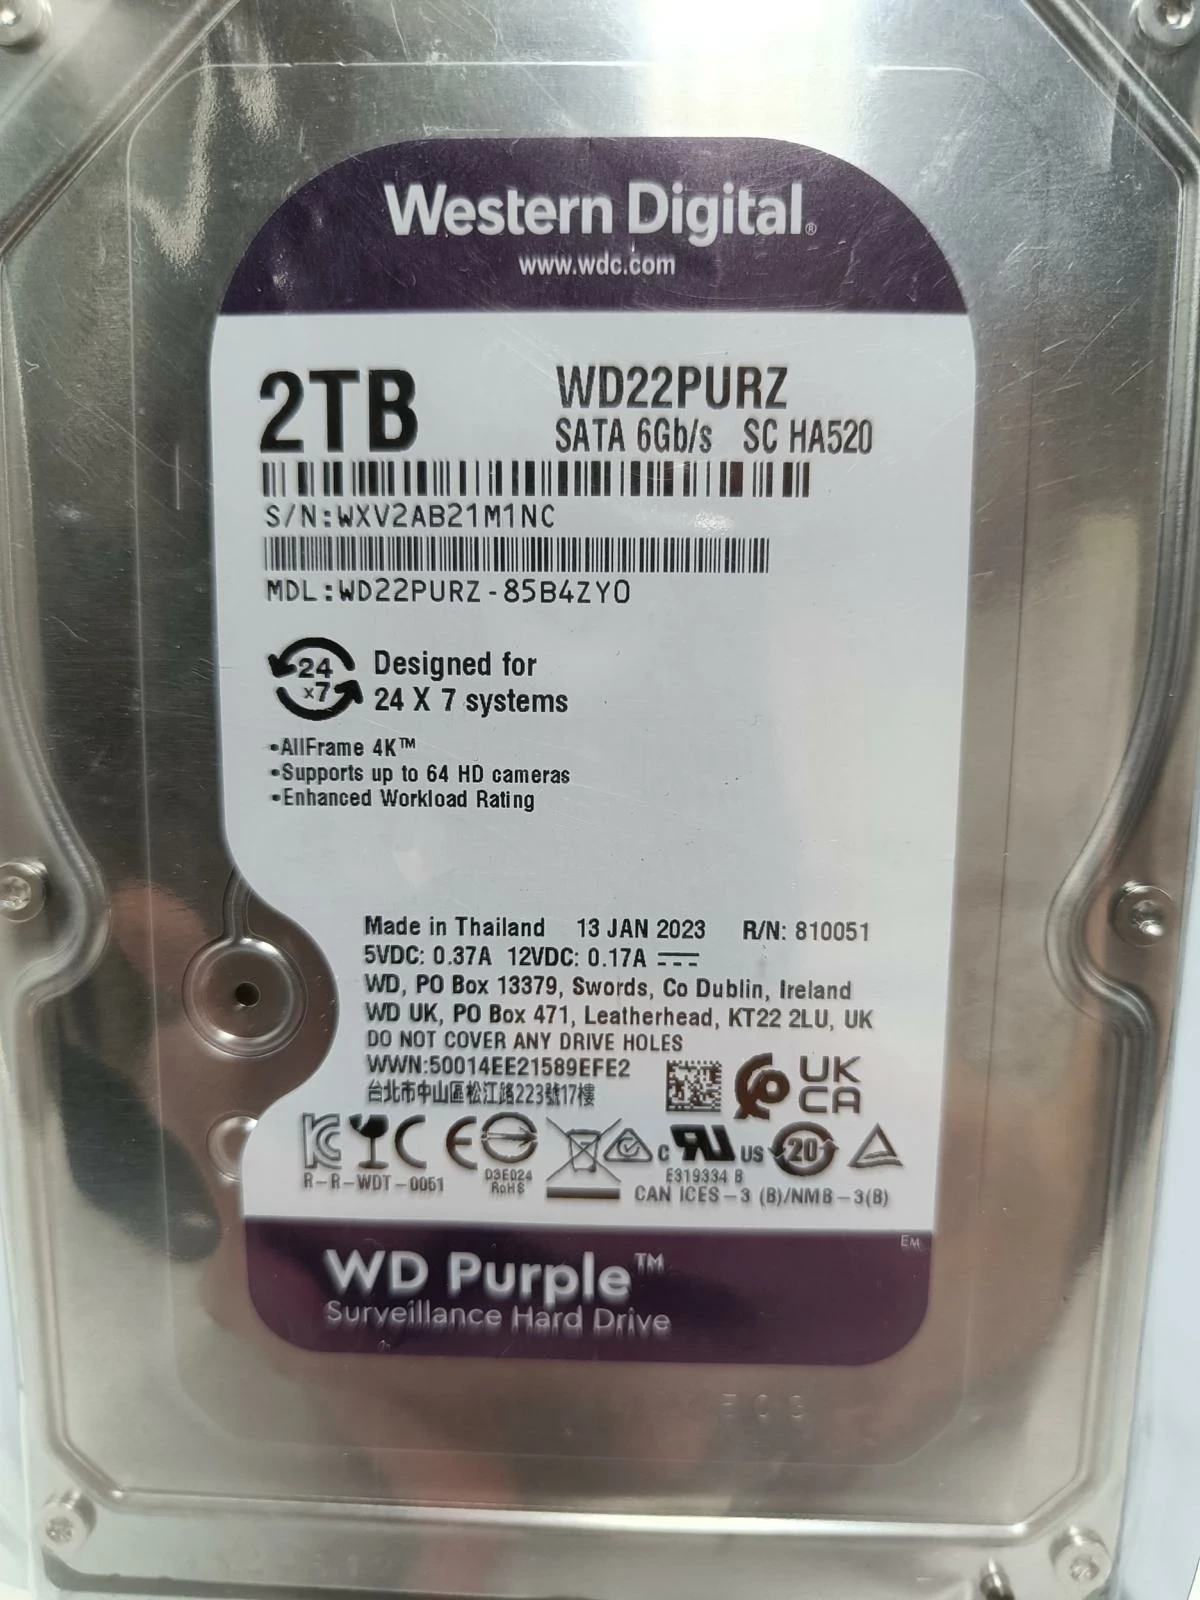 Western Digital®
www.wdc.com
2TB
WD22PURZ
SATA 6Gb/s SC HA520
S/N:WXV2AB21M1NC
MDL:WD22PURZ-85B4ZY0
24
x7
Designed for
24 X 7 systems
•AllFrame 4K™
•Supports up to 64 HD cameras
•Enhanced Workload Rating
Made in Thailand 13 JAN 2023 R/N: 810051
5VDC: 0.37A 12VDC: 0.17A
WD, PO Box 13379, Swords, Co Dublin, Ireland
WD UK, PO Box 471, Leatherhead, KT22 2LU, UK
DO NOT COVER ANY DRIVE HOLES
WWN:50014EE21589EFE2
台北市中山區松江路223號17樓
UK
CA
CE
c US
20
R-R-WDT-0051
D3E024
RoHS
E319334 B
CAN ICES-3 (B)/NMB-3(B)
EM
WD Purple™
Surveillance Hard Drive